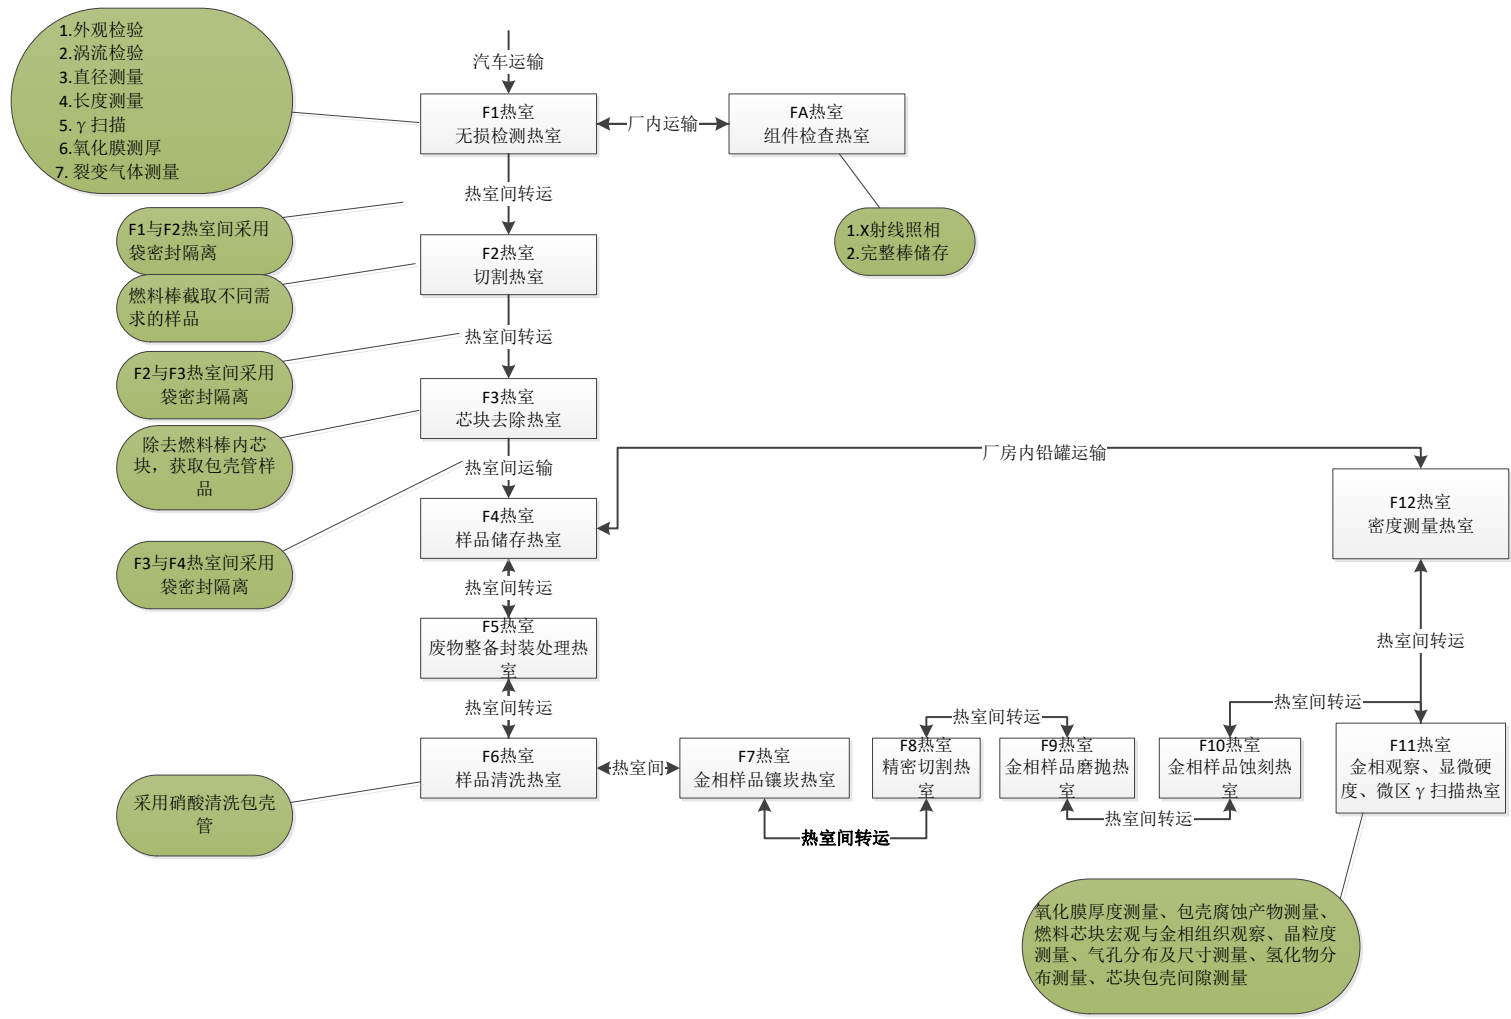 1.外观检验
2.涡流检验
3.直径测量
4.长度测量
5.γ扫描
6.氧化膜测厚
7. 裂变气体测量
汽车运输
F1热室
无损检测热室
厂内运输
FA热室
组件检查热室
1.X射线照相
2.完整棒储存
热室间转运
F1与F2热室间采用
袋密封隔离
F2热室
切割热室
燃料棒截取不同需
求的样品
热室间转运
F2与F3热室间采用
袋密封隔离
F3热室
芯块去除热室
除去燃料棒内芯
块，获取包壳管样
品
热室间运输
F3与F4热室间采用
袋密封隔离
F4热室
样品储存热室
厂房内铅罐运输
F12热室
密度测量热室
热室间转运
F5热室
废物整备封装处理热
室
热室间转运
F6热室
样品清洗热室
采用硝酸清洗包壳
管
热室间
F7热室
金相样品镶崁热室
热室间转运
F8热室
精密切割热
室
热室间转运
F9热室
金相样品磨抛热
室
热室间转运
F10热室
金相样品蚀刻热
室
热室间转运
热室间转运
F11热室
金相观察、显微硬
度、微区γ扫描热室
氧化膜厚度测量、包壳腐蚀产物测量、
燃料芯块宏观与金相组织观察、晶粒度
测量、气孔分布及尺寸测量、氢化物分
布测量、芯块包壳间隙测量